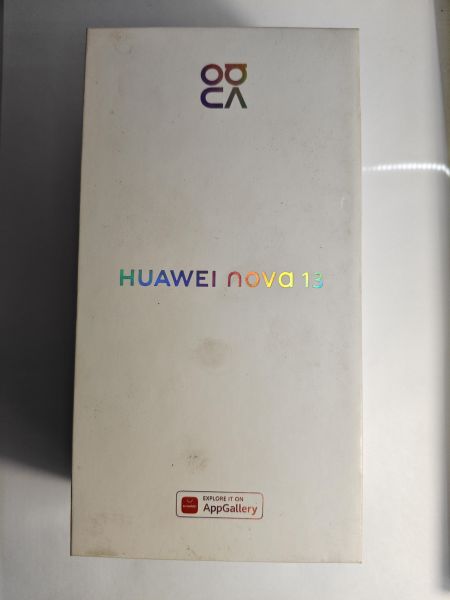 HUAWEI nova 13
EXPLORE IT ON
AppGallery